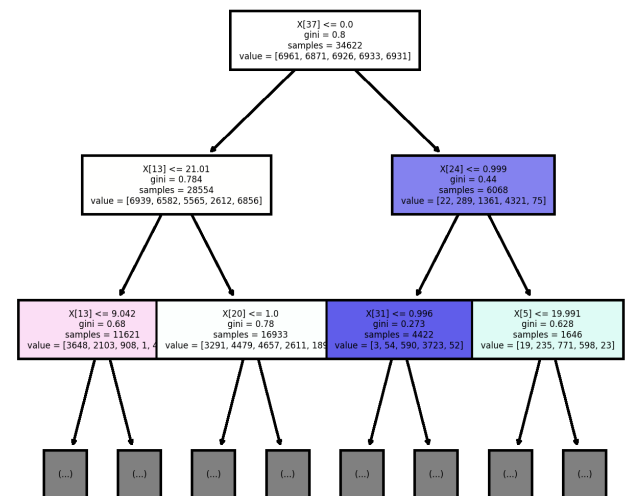 X[37] <= 0.0
gini = 0.8
samples = 34622
value = [6961, 6871, 6926, 6933, 6931]
X[13] <= 21.01
gini = 0.784
samples = 28554
value = [6939, 6582, 5565, 2612, 6856]
X[24] <= 0.999
gini = 0.44
samples = 6068
value = [22, 289, 1361, 4321, 75]
X[13] <= 9.042
gini = 0.68
samples = 11621
value = [3648, 2103, 908, 1, 4
X[20] <= 1.0
gini = 0.78
samples = 16933
value = [3291, 4479, 4657, 2611, 189
X[31] <= 0.996
gini = 0.273
samples = 4422
value = [3, 54, 590, 3723, 52]
X[5] <= 19.991
gini = 0.628
samples = 1646
value = [19, 235, 771, 598, 23]
(...)
(...)
(...)
(...)
(...)
(...)
(...)
(...)